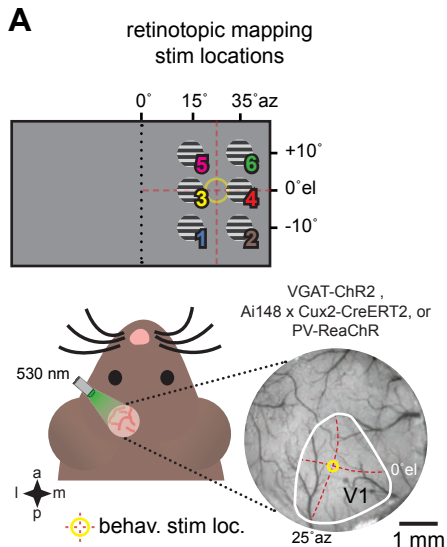 A
retinotopic mapping
stim locations
0° 15° 35°az
5 6 +10°
3 4 0°el
1 2 -10°
VGAT-ChR2 ,
Ai148 x Cux2-CreERT2, or
PV-ReaChR
530 nm
a
l m
p
0°el
V1
25°az
behav. stim loc.
1 mm